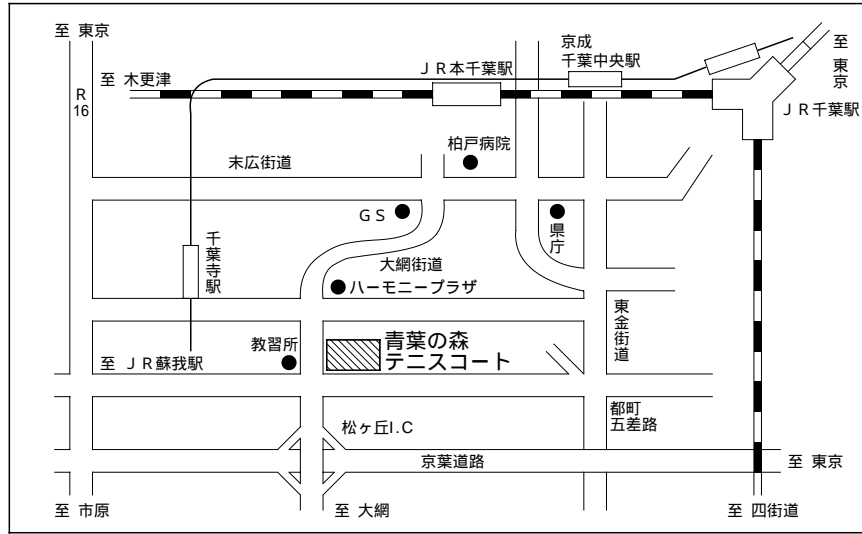 至 東京
至 木更津
R
16
ＪＲ本千葉駅
京成
千葉中央駅
至 東京
ＪＲ千葉駅
柏戸病院
末広街道
ＧＳ
県庁
千葉寺駅
大網街道
ハーモニープラザ
東金街道
教習所
青葉の森
テニスコート
至 ＪＲ蘇我駅
都町
五差路
松ヶ丘I.C
京葉道路
至 東京
至 市原
至 大網
至 四街道